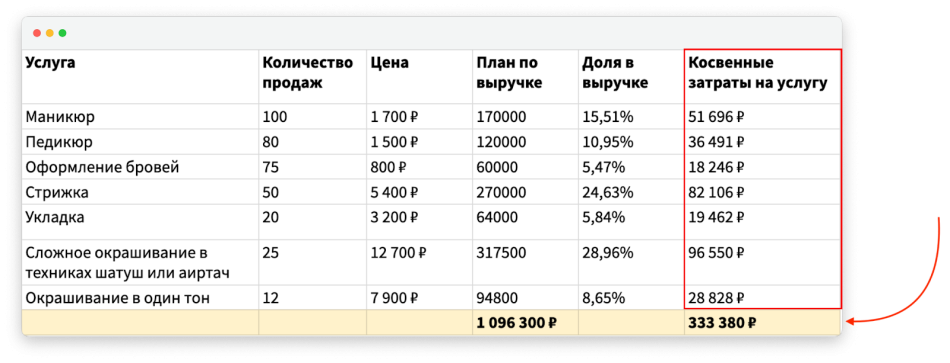 Услуга Количество продаж Цена План по выручке Доля в выручке Косвенные затраты на услугу
Маникюр 100 1 700 ₽ 170000 15,51% 51 696 ₽
Педикюр 80 1 500 ₽ 120000 10,95% 36 491 ₽
Оформление бровей 75 800 ₽ 60000 5,47% 18 246 ₽
Стрижка 50 5 400 ₽ 270000 24,63% 82 106 ₽
Укладка 20 3 200 ₽ 64000 5,84% 19 462 ₽
Сложное окрашивание в техниках шатуш или аиртач 25 12 700 ₽ 317500 28,96% 96 550 ₽
Окрашивание в один тон 12 7 900 ₽ 94800 8,65% 28 828 ₽
1 096 300 ₽ 333 380 ₽